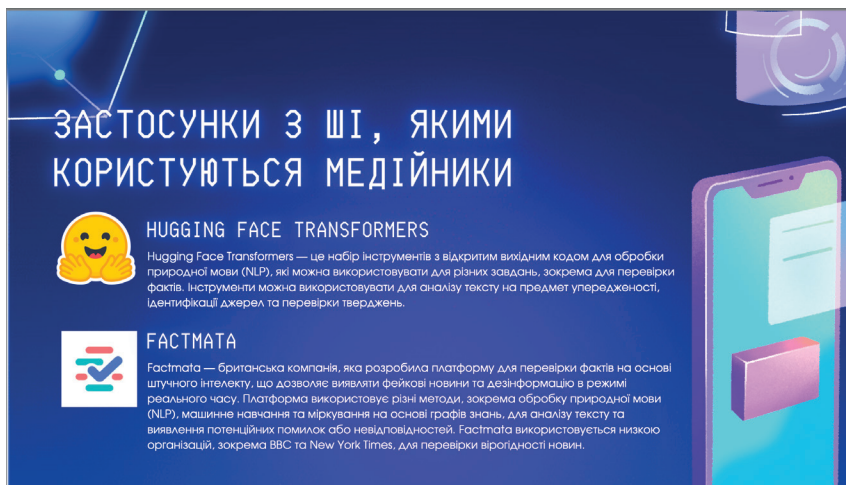 ЗАСТОСУНКИ З ШІ, ЯКИМИ
КОРИСТУЮТЬСЯ МЕДІЙНИКИ
HUGGING FACE TRANSFORMERS
Hugging Face Transformers — це набір інструментів з відкритим вихідним кодом для обробки
природної мови (NLP), які можна використовувати для різних завдань, зокрема для перевірки
фактів. Інструменти можна використовувати для аналізу тексту на предмет упередженості,
ідентифікації джерел та перевірки тверджень.
FACTMATA
Factmata — британська компанія, яка розробила платформу для перевірки фактів на основі
штучного інтелекту, що дозволяє виявляти фейкові новини та дезінформацію в режимі
реального часу. Платформа використовує різні методи, зокрема обробку природної мови
(NLP), машинне навчання та міркування на основі графів знань, для аналізу тексту та
виявлення потенційних помилок або невідповідностей. Factmata використовується низкою
організацій, зокрема BBC та New York Times, для перевірки вірогідності новин.